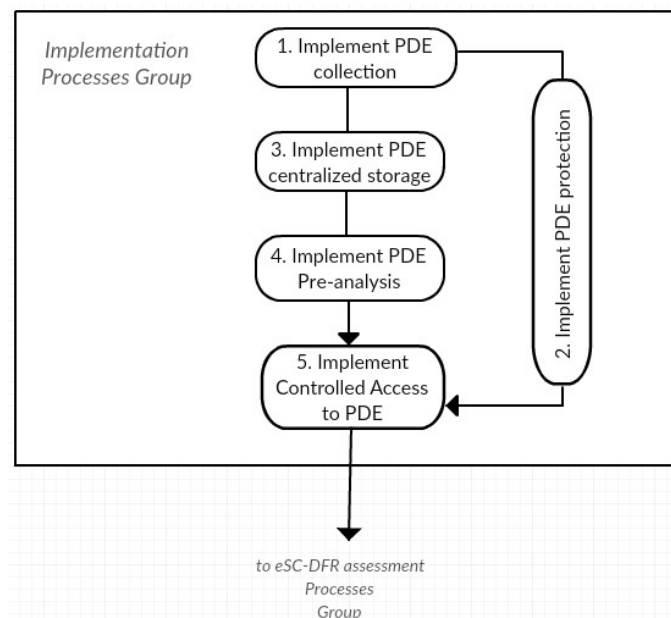 Implementation
Processes Group
1. Implement PDE
collection
2. Implement PDE protection
3. Implement PDE
centralized storage
4. Implement PDE
Pre-analysis
5. Implement
Controlled Access
to PDE
to eSC-DFR assessment
Processes
Group